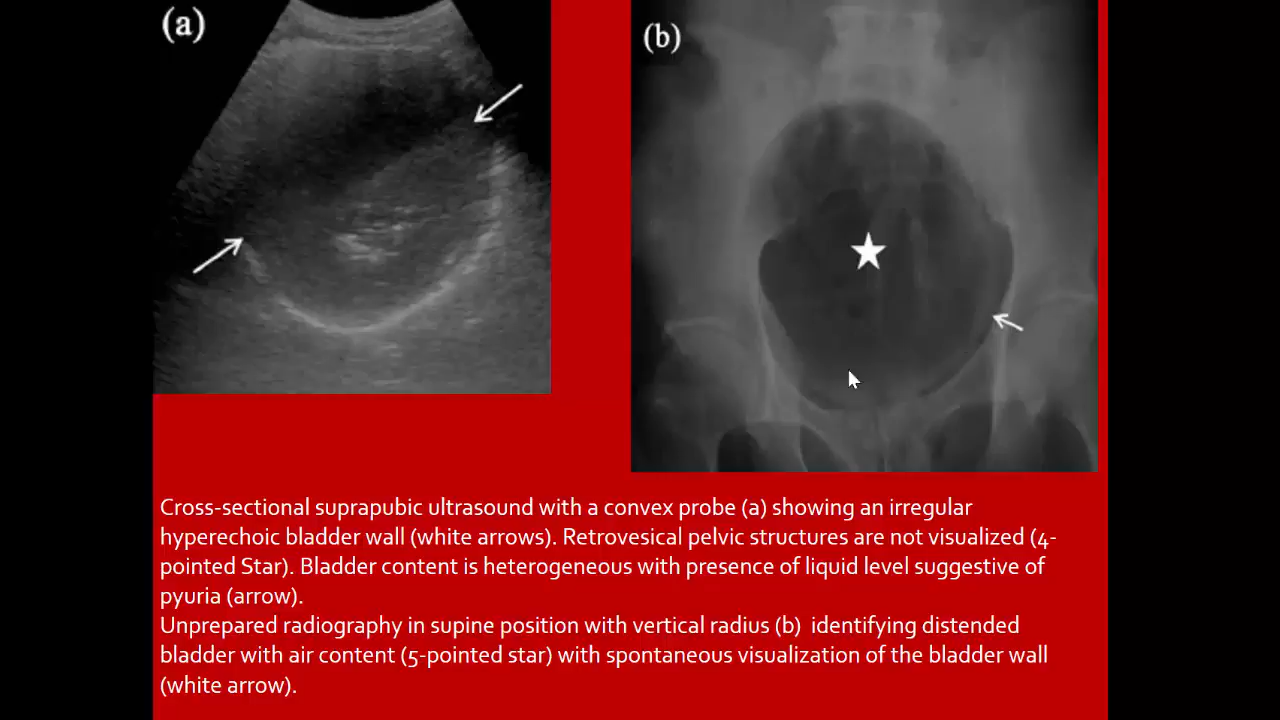 (a)
(b)
Cross-sectional suprapubic ultrasound with a convex probe (a) showing an irregular
hyperechoic bladder wall (white arrows). Retrovesical pelvic structures are not visualized (4-
pointed Star). Bladder content is heterogeneous with presence of liquid level suggestive of
pyuria (arrow).
Unprepared radiography in supine position with vertical radius (b)  identifying distended
bladder with air content (5-pointed star) with spontaneous visualization of the bladder wall
(white arrow).